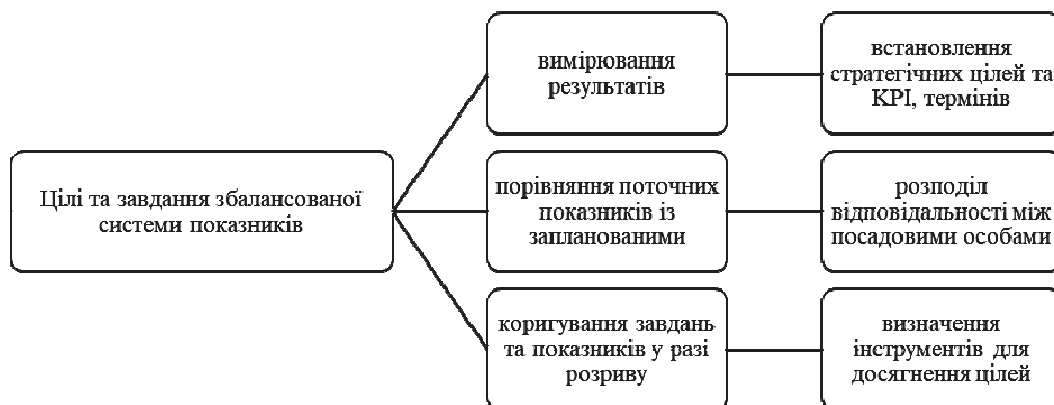 Цілі та завдання збалансованої
системи показників
вимірювання
результатів
встановлення
стратегічних цілей та
KPI, термінів
порівняння поточних
показників із
запланованими
розподіл
відповідальності між
посадовими особами
коригування завдань
та показників у разі
розриву
визначення
інструментів для
досягнення цілей